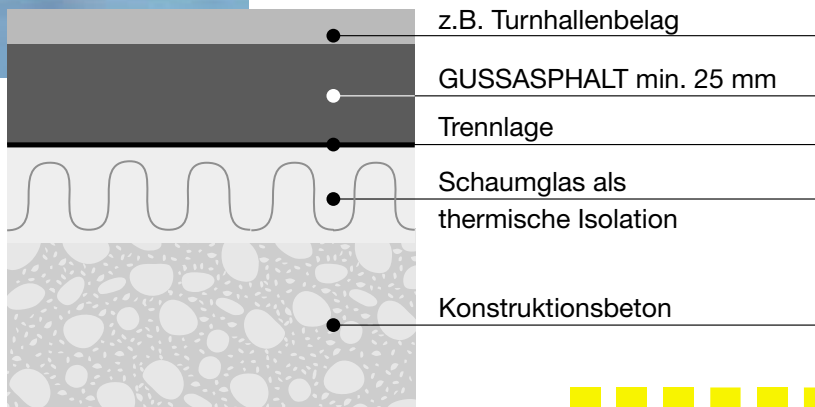 z.B. Turnhallenbelag
GUSSASPHALT min. 25 mm
Trennlage
Schaumglas als
thermische Isolation
Konstruktionsbeton